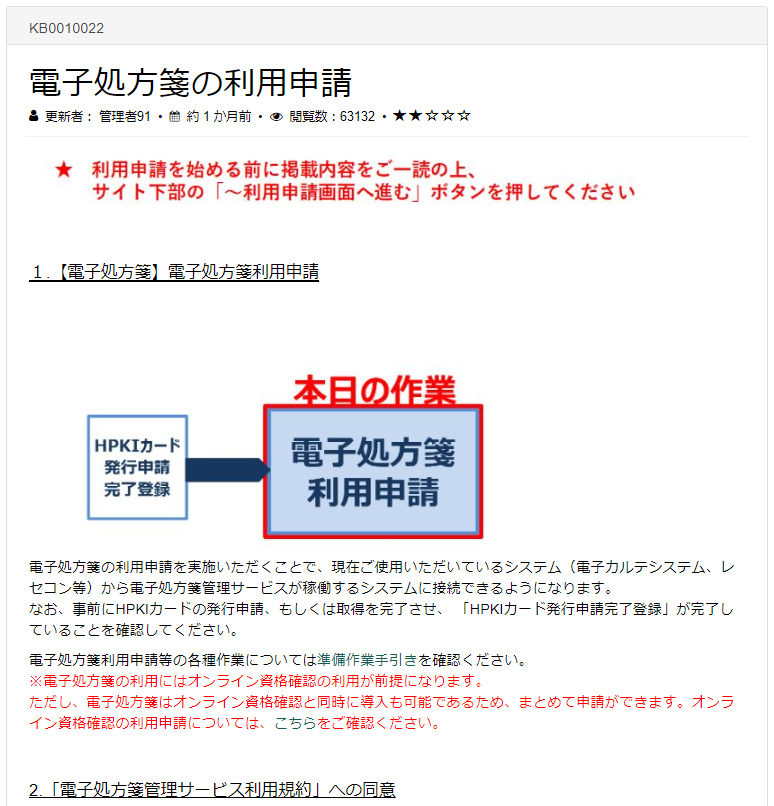 KB0010022
電子処方箋の利用申請
更新者： 管理者91 • 約 1 か月前 • 閲覧数：63132 • ★★☆☆☆
★ 利用申請を始める前に掲載内容をご一読の上、
サイト下部の「～利用申請画面へ進む」ボタンを押してください
１.【電子処方箋】電子処方箋利用申請
本日の作業
HPKIカード
発行申請
完了登録
電子処方箋
利用申請
電子処方箋の利用申請を実施いただくことで、現在ご使用いただいているシステム（電子カルテシステム、レ
セコン等）から電子処方箋管理サービスが稼働するシステムに接続できるようになります。
なお、事前にHPKIカードの発行申請、もしくは取得を完了させ、「HPKIカード発行申請完了登録」が完了し
ていることを確認してください。
電子処方箋利用申請等の各種作業については準備作業手引きを確認ください。
※電子処方箋の利用にはオンライン資格確認の利用が前提になります。
ただし、電子処方箋はオンライン資格確認と同時に導入も可能であるため、まとめて申請ができます。オンラ
イン資格確認の利用申請については、こちらをご確認ください。
2.「電子処方箋管理サービス利用規約」への同意